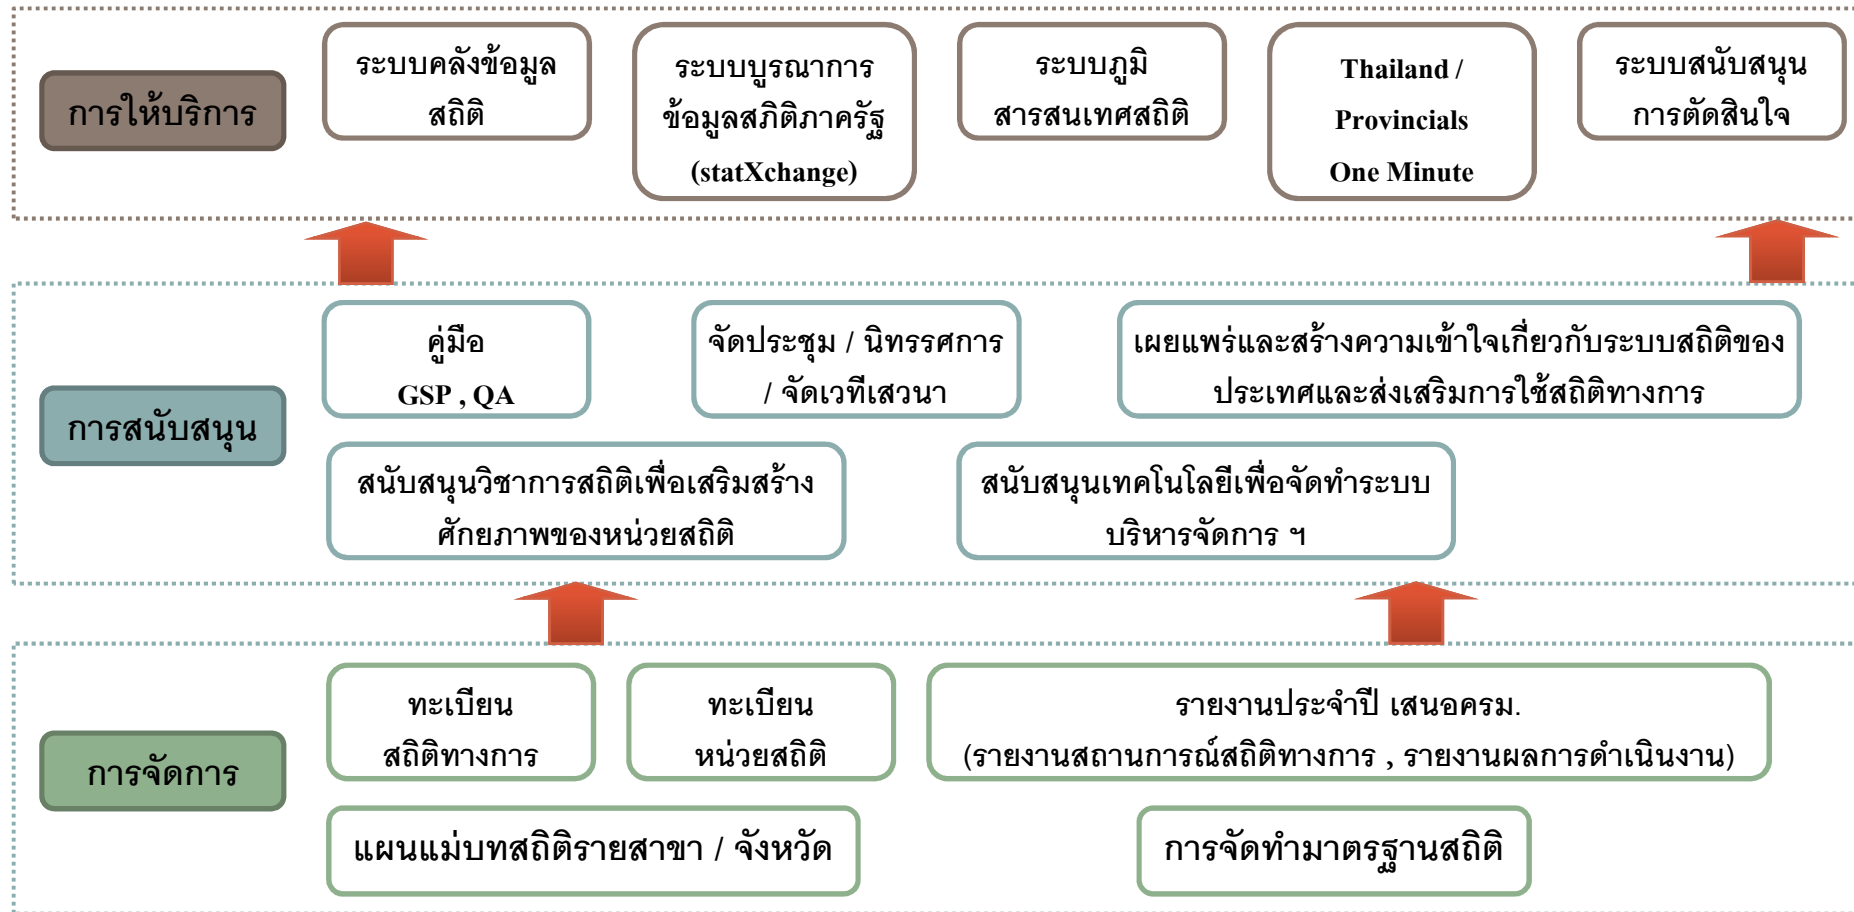 การให้บริการ
ระบบคลังข้อมูล
สถิติ
ระบบบูรณาการ
ข้อมูลสภิติภาครัฐ
(statXchange)
ระบบภูมิ
สารสนเทศสถิติ
Thailand /
Provincials
One Minute
ระบบสนับสนุน
การตัดสินใจ
การสนับสนุน
คู่มือ
GSP , QA
จัดประชุม / นิทรรศการ
/ จัดเวทีเสวนา
เผยแพร่และสร้างความเข้าใจเกี่ยวกับระบบสถิติของ
ประเทศและส่งเสริมการใช้สถิติทางการ
สนับสนุนวิชาการสถิติเพื่อเสริมสร้าง
ศักยภาพของหน่วยสถิติ
สนับสนุนเทคโนโลยีเพื่อจัดทำระบบ
บริหารจัดการ ฯ
การจัดการ
ทะเบียน
สถิติทางการ
ทะเบียน
หน่วยสถิติ
รายงานประจำปี เสนอครม.
(รายงานสถานการณ์สถิติทางการ , รายงานผลการดำเนินงาน)
แผนแม่บทสถิติรายสาขา / จังหวัด
การจัดทำมาตรฐานสถิติ